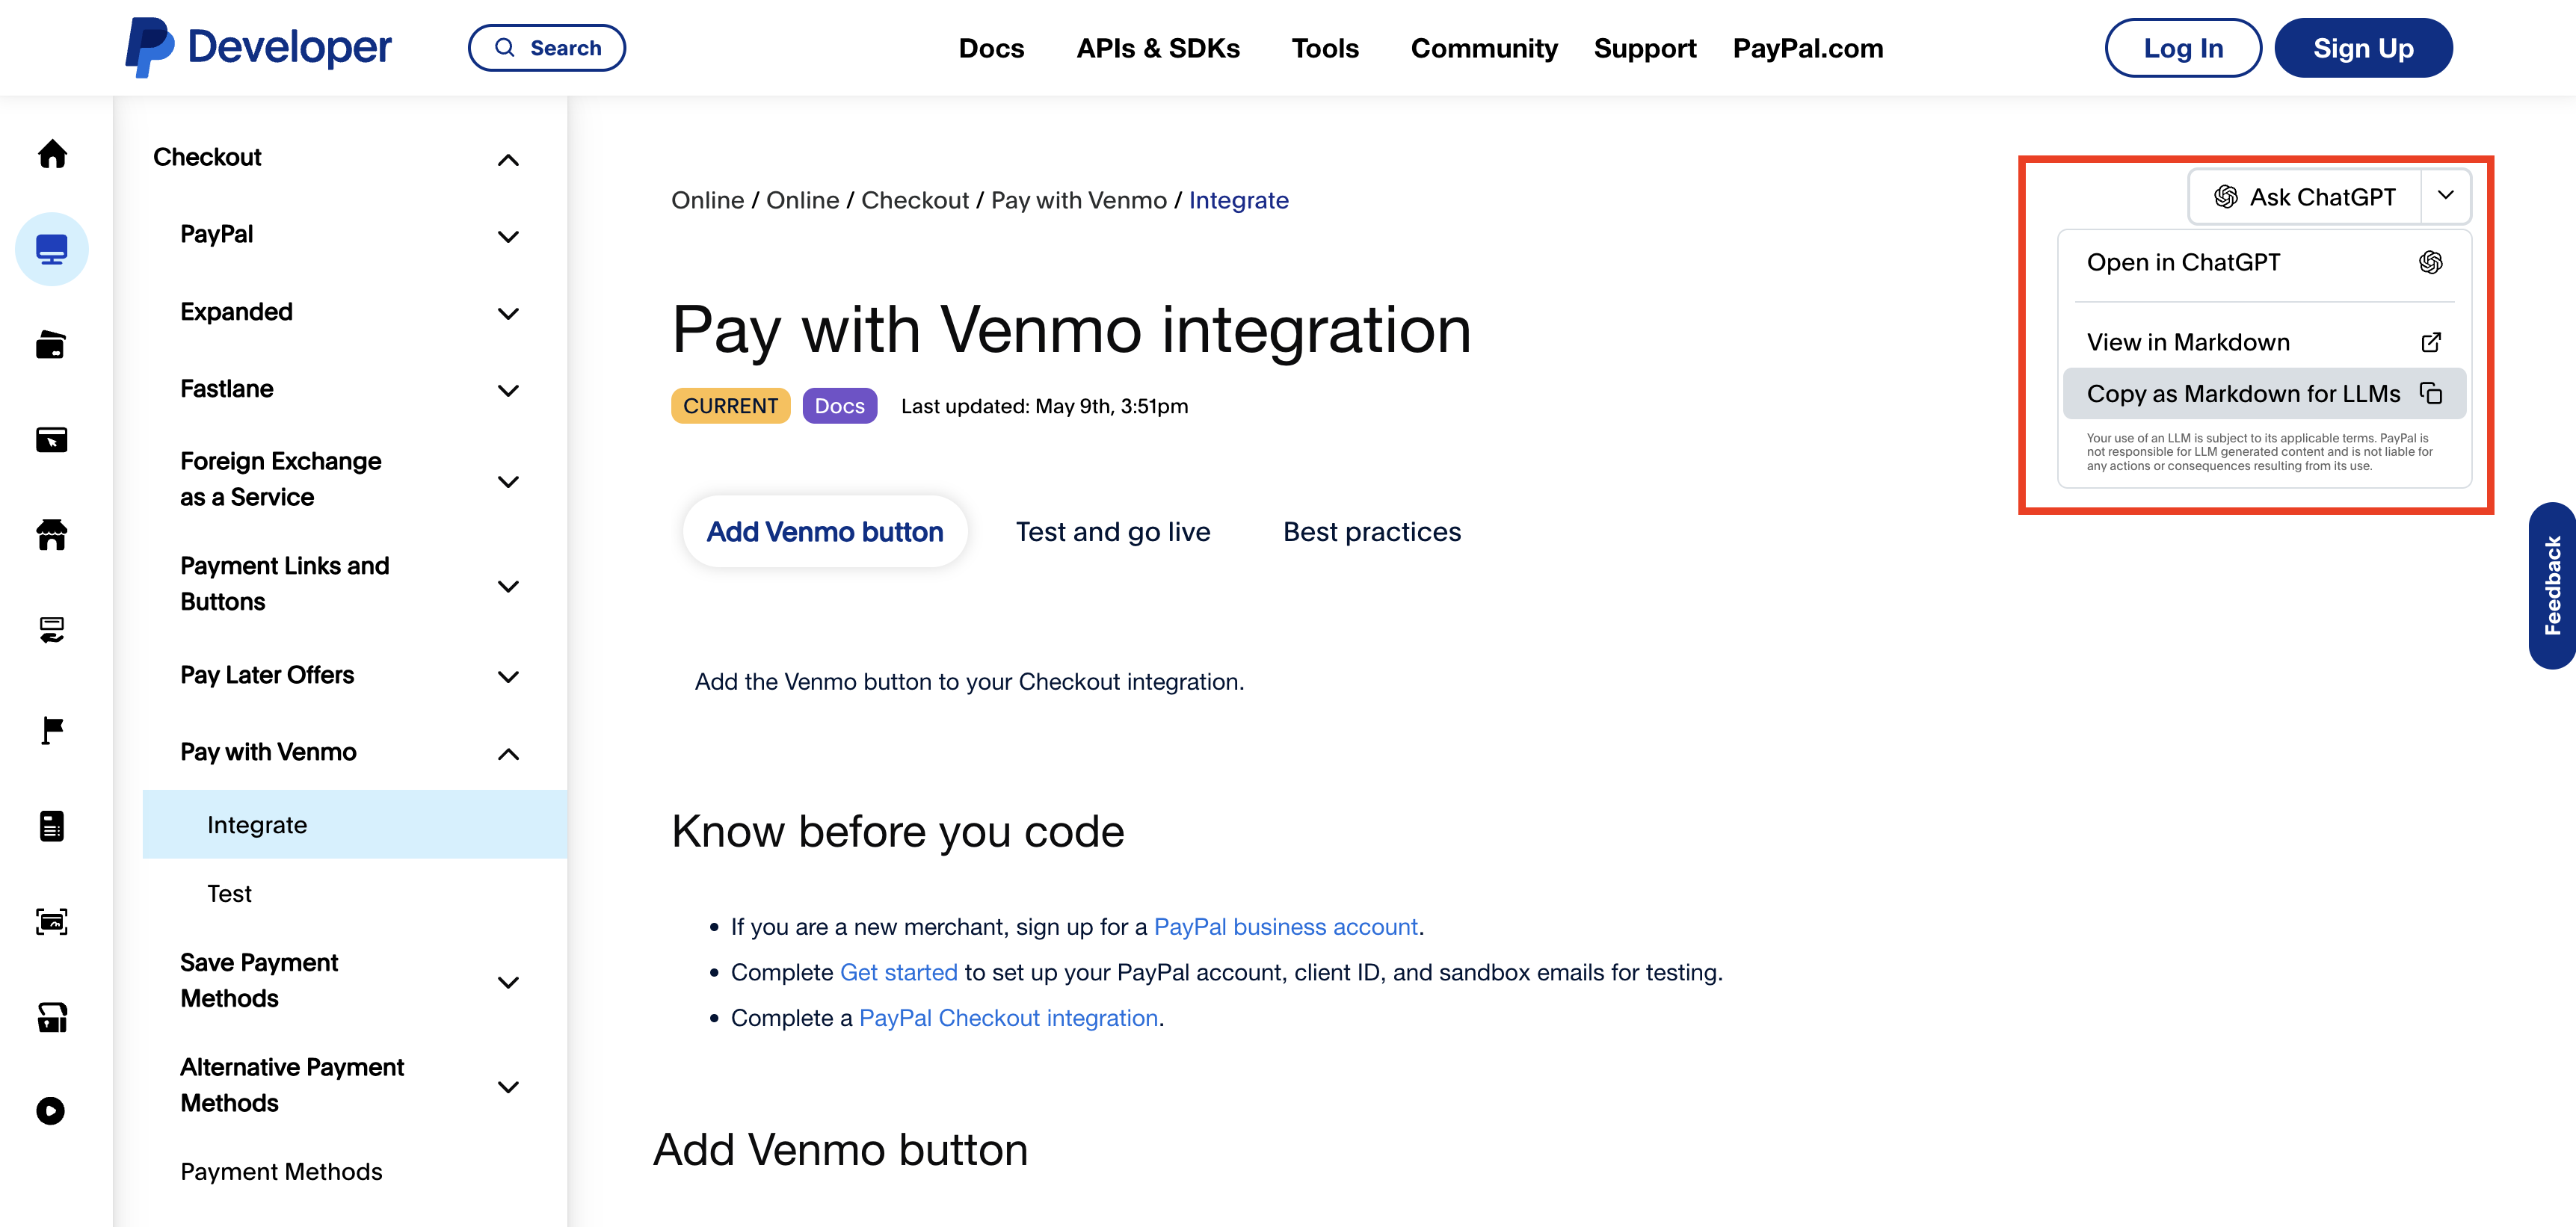 Developer
Search
Docs
APIs & SDKs
Tools
Community
Support
PayPal.com
Log In
Sign Up
Checkout
PayPal
Expanded
Fastlane
Foreign Exchange
as a Service
Payment Links and
Buttons
Pay Later Offers
Pay with Venmo
Integrate
Test
Save Payment
Methods
Alternative Payment
Methods
Payment Methods
Online / Online / Checkout / Pay with Venmo / Integrate
Pay with Venmo integration
CURRENT Docs Last updated: May 9th, 3:51pm
Add Venmo button
Test and go live
Best practices
Add the Venmo button to your Checkout integration.
Know before you code
• If you are a new merchant, sign up for a PayPal business account.
• Complete Get started to set up your PayPal account, client ID, and sandbox emails for testing.
• Complete a PayPal Checkout integration.
Add Venmo button
Ask ChatGPT
Open in ChatGPT
View in Markdown
Copy as Markdown for LLMs
Your use of an LLM is subject to its applicable terms. PayPal is
not responsible for LLM generated content and is not liable for
any actions or consequences resulting from its use.
Feedback